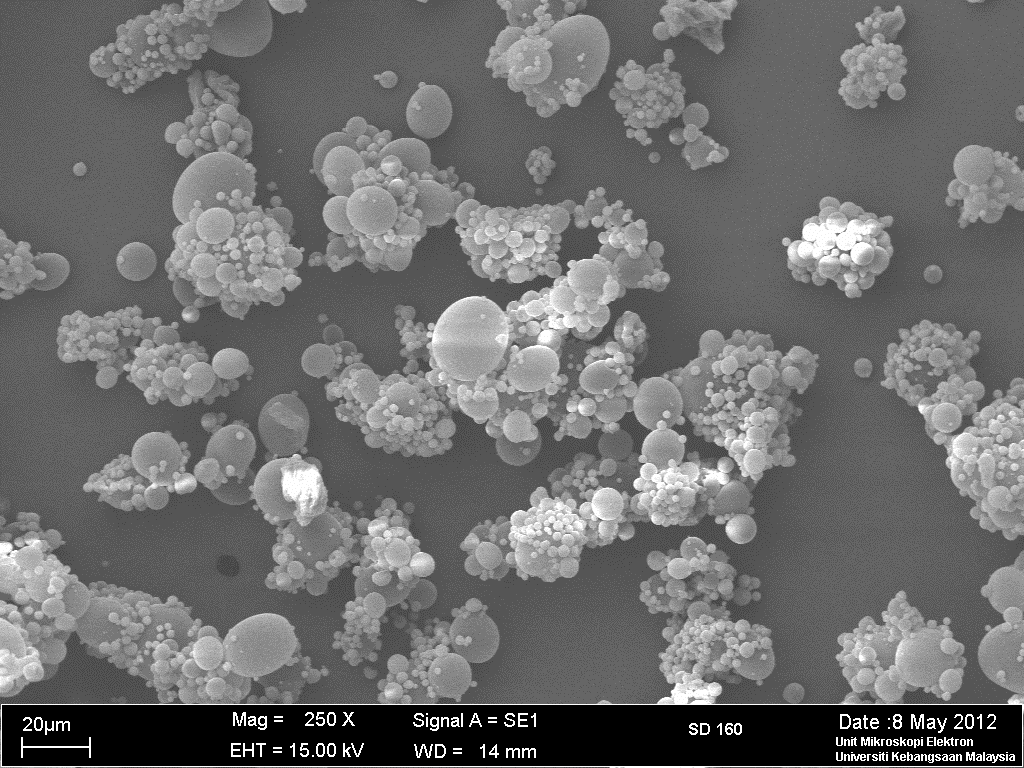 20µm
Mag = 250 X
EHT = 15.00 kV
Signal A = SE1
WD = 14 mm
SD 160
Date :8 May 2012
Unit Mikroskopi Elektron
Universiti Kebangsaan Malaysia